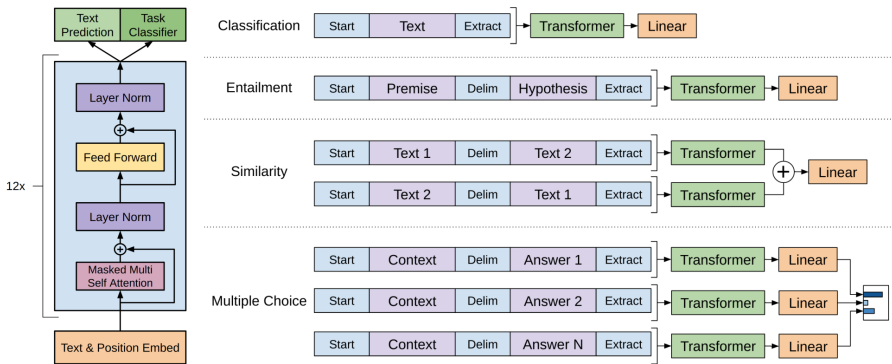 Text
Prediction
Task
Classifier
12x
Layer Norm
+
Feed Forward
Layer Norm
+
Masked Multi
Self Attention
Text & Position Embed
Classification
Start Text Extract Transformer Linear
Entailment
Start Premise Delim Hypothesis Extract Transformer Linear
Similarity
Start Text 1 Delim Text 2 Extract Transformer
+ Linear
Start Text 2 Delim Text 1 Extract Transformer
Multiple Choice
Start Context Delim Answer 1 Extract Transformer Linear
Start Context Delim Answer 2 Extract Transformer Linear
Start Context Delim Answer N Extract Transformer Linear